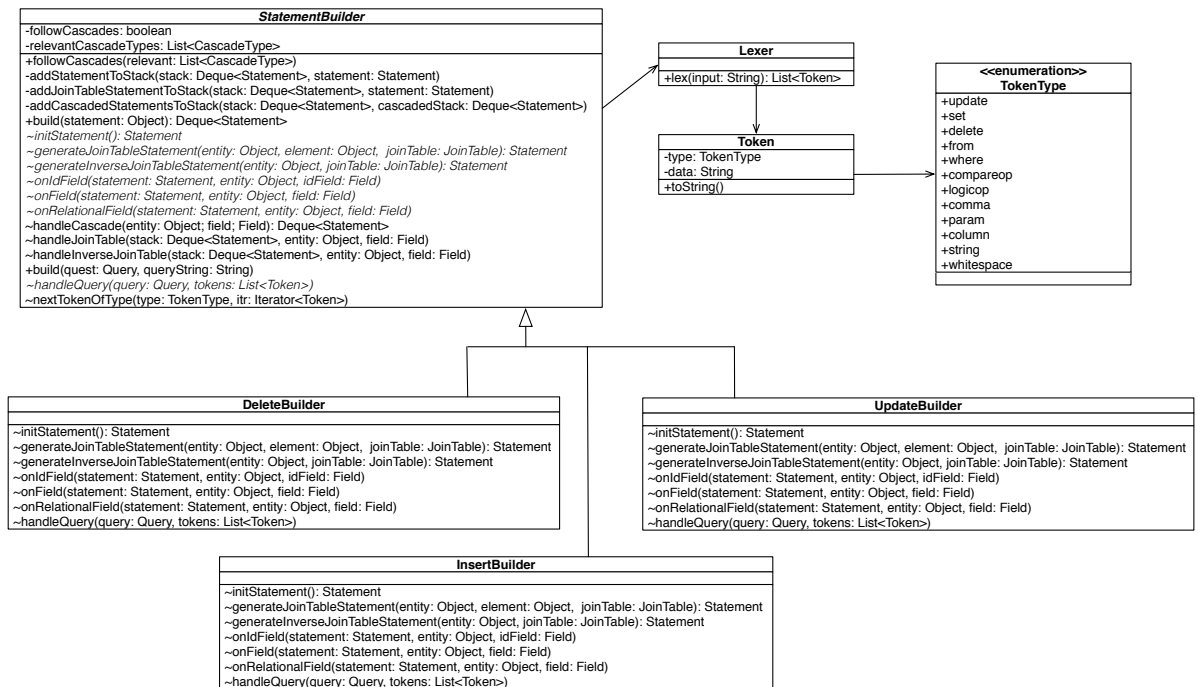 StatementBuilder
-followCascades: boolean
-relevantCascadeTypes: List<CascadeType>
+followCascades(relevant: List<CascadeType>)
-addStatementToStack(stack: Deque<Statement>, statement: Statement)
-addJoinTableStatementToStack(stack: Deque<Statement>, statement: Statement)
-addCascadedStatementsToStack(stack: Deque<Statement>, cascadedStack: Deque<Statement>)
+build(statement: Object): Deque<Statement>
~initStatement(): Statement
~generateJoinTableStatement(entity: Object, element: Object, joinTable: JoinTable): Statement
~generateInverseJoinTableStatement(entity: Object, joinTable: JoinTable): Statement
~onIdField(statement: Statement, entity: Object, idField: Field)
~onField(statement: Statement, entity: Object, field: Field)
~onRelationalField(statement: Statement, entity: Object, field: Field)
~handleCascade(entity: Object; field; Field): Deque<Statement>
~handleJoinTable(stack: Deque<Statement>, entity: Object, field: Field)
~handleInverseJoinTable(stack: Deque<Statement>, entity: Object, field: Field)
+build(quest: Query, queryString: String)
~handleQuery(query: Query, tokens: List<Token>)
~nextTokenOfType(type: TokenType, itr: Iterator<Token>)
Lexer
+lex(input: String): List<Token>
Token
-type: TokenType
-data: String
+toString()
<<enumeration>>
TokenType
+update
+set
+delete
+from
+where
+compareop
+logicop
+comma
+param
+column
+string
+whitespace
DeleteBuilder
~initStatement(): Statement
~generateJoinTableStatement(entity: Object, element: Object, joinTable: JoinTable): Statement
~generateInverseJoinTableStatement(entity: Object, joinTable: JoinTable): Statement
~onIdField(statement: Statement, entity: Object, idField: Field)
~onField(statement: Statement, entity: Object, field: Field)
~onRelationalField(statement: Statement, entity: Object, field: Field)
~handleQuery(query: Query, tokens: List<Token>)
UpdateBuilder
~initStatement(): Statement
~generateJoinTableStatement(entity: Object, element: Object, joinTable: JoinTable): Statement
~generateInverseJoinTableStatement(entity: Object, joinTable: JoinTable): Statement
~onIdField(statement: Statement, entity: Object, idField: Field)
~onField(statement: Statement, entity: Object, field: Field)
~onRelationalField(statement: Statement, entity: Object, field: Field)
~handleQuery(query: Query, tokens: List<Token>)
InsertBuilder
~initStatement(): Statement
~generateJoinTableStatement(entity: Object, element: Object, joinTable: JoinTable): Statement
~generateInverseJoinTableStatement(entity: Object, joinTable: JoinTable): Statement
~onIdField(statement: Statement, entity: Object, idField: Field)
~onField(statement: Statement, entity: Object, field: Field)
~onRelationalField(statement: Statement, entity: Object, field: Field)
~handleQuery(query: Query, tokens: List<Token>)